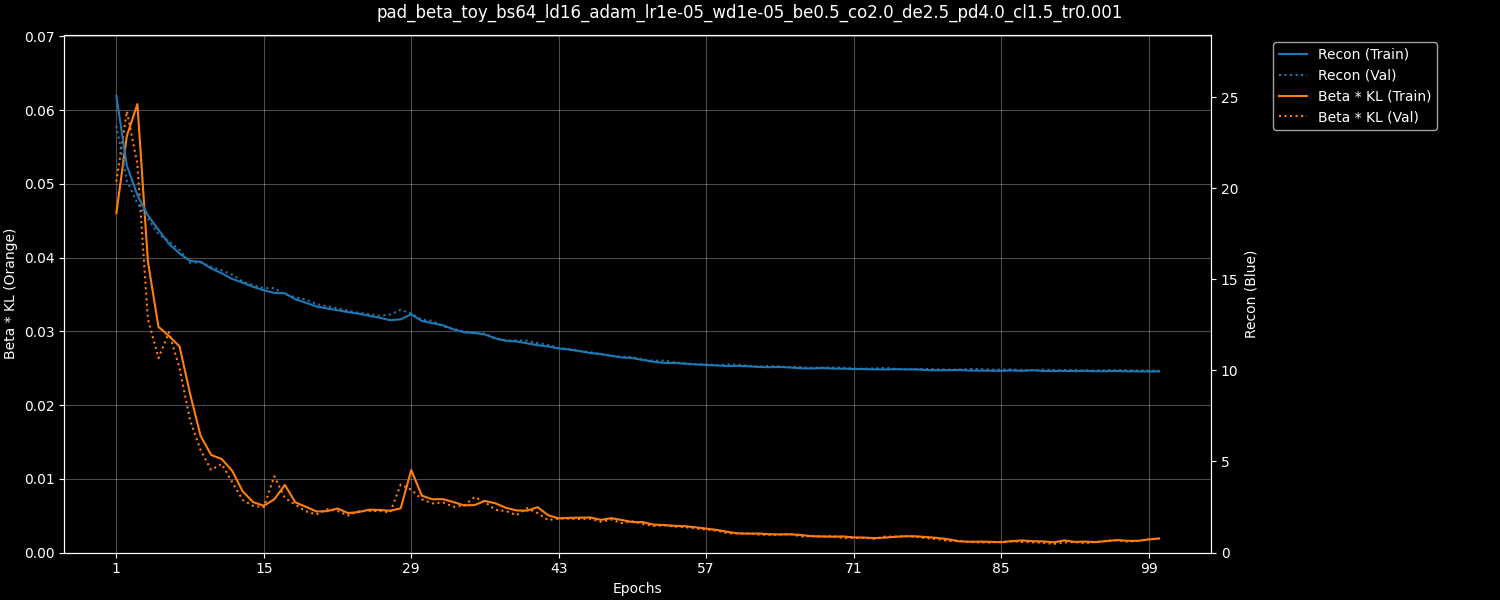 pad_beta_toy_bs64_ld16_adam_lr1e-05_wd1e-05_be0.5_co2.0_de2.5_pd4.0_cl1.5_tr0.001
Recon (Train)
Recon (Val)
Beta * KL (Train)
Beta * KL (Val)
Beta * KL (Orange)
0.07
0.06
0.05
0.04
0.03
0.02
0.01
0.00
25
20
15
10
5
0
Recon (Blue)
1 15 29 43 57 71 85 99
Epochs